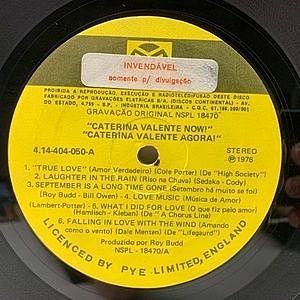 INVENDÁVEL
somente p/ divulgação
PROIBIDA A REPRODUÇÃO, EXECUÇÃO E RADIOTELEDIFUSÃO DESTE DISCO
FABRICADO POR GRAVAÇÕES ELÉTRICAS S/A. (DISCOS CONTINENTAL) - AV.
DO ESTADO, 4.755 - S.P. - INDÚSTRIA BRASILEIRA - C.G.C.
GRAVAÇÃO ORIGINAL NSPL 18470
"CATERINA VALENTE NOW!"
"CATERINA VALENTE AGORA!"
4.14-404-050-A
STEREO
℗ 1976
1. "TRUE LOVE" (Amor Verdadeiro) (Cole Porter) (De "High Society")
2. LAUGHTER IN THE RAIN (Riso na Chuva) (Sedaka - Cody)
3. SEPTEMBER IS A LONG TIME GONE (Setembro há muito se foi)
(Roy Budd - Bill Owen) 4. LOVE MUSIC (Música de Amor)
(Lambert-Potter) 5. WHAT I DID FOR LOVE (O que fiz pelo amor)
(Hamlisch - Kleban) (De "A Chorus Line)
6. FALLING IN LOVE WITH THE WIND (Amando
como o vento) (Dale Menten) (De "Lifeguard")
Produzido por Roy Budd
NSPL - 18470/A
LICENCED BY PYE LIMITED, ENGLAND